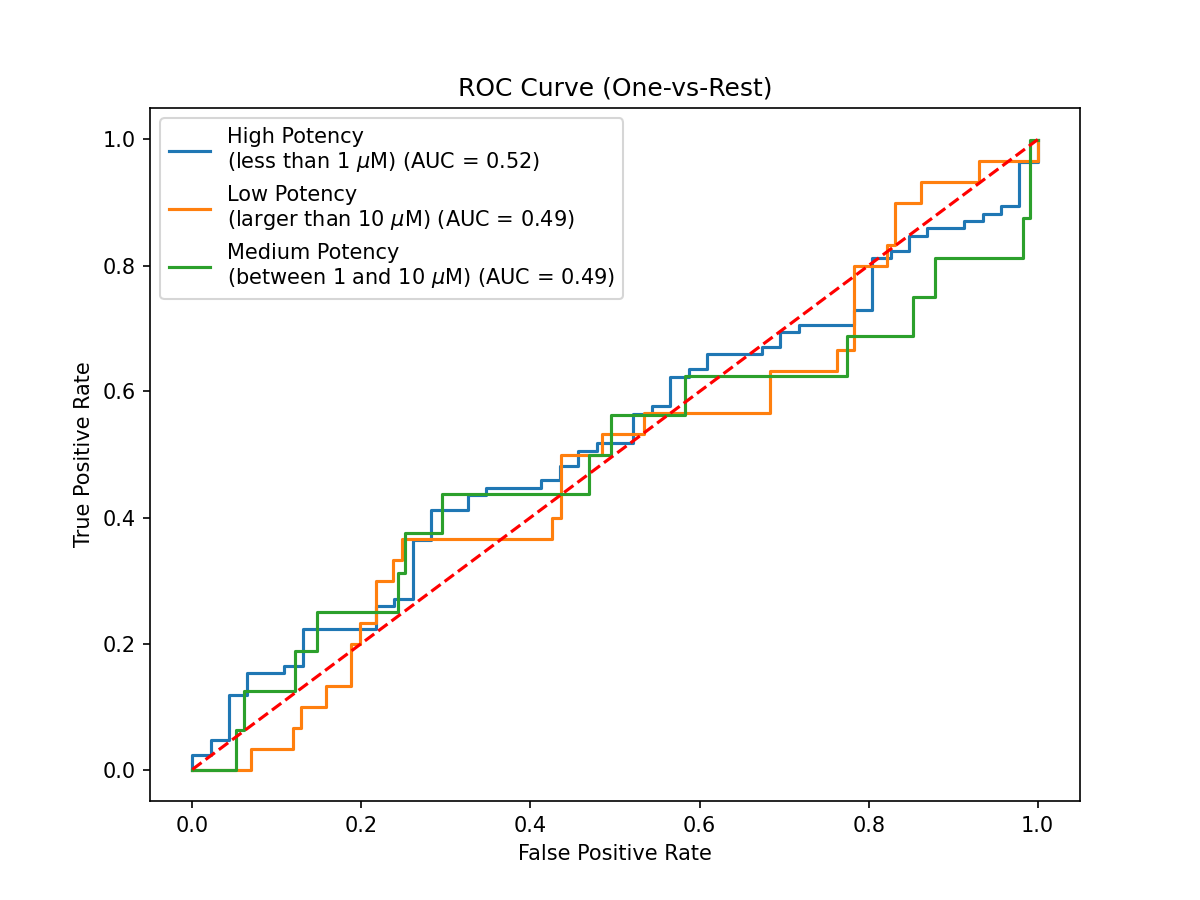 ROC Curve (One-vs-Rest)
High Potency
(less than 1 μM) (AUC = 0.52)
Low Potency
(larger than 10 μM) (AUC = 0.49)
Medium Potency
(between 1 and 10 μM) (AUC = 0.49)
True Positive Rate
1.0
0.8
0.6
0.4
0.2
0.0
0.0 0.2 0.4 0.6 0.8 1.0
False Positive Rate